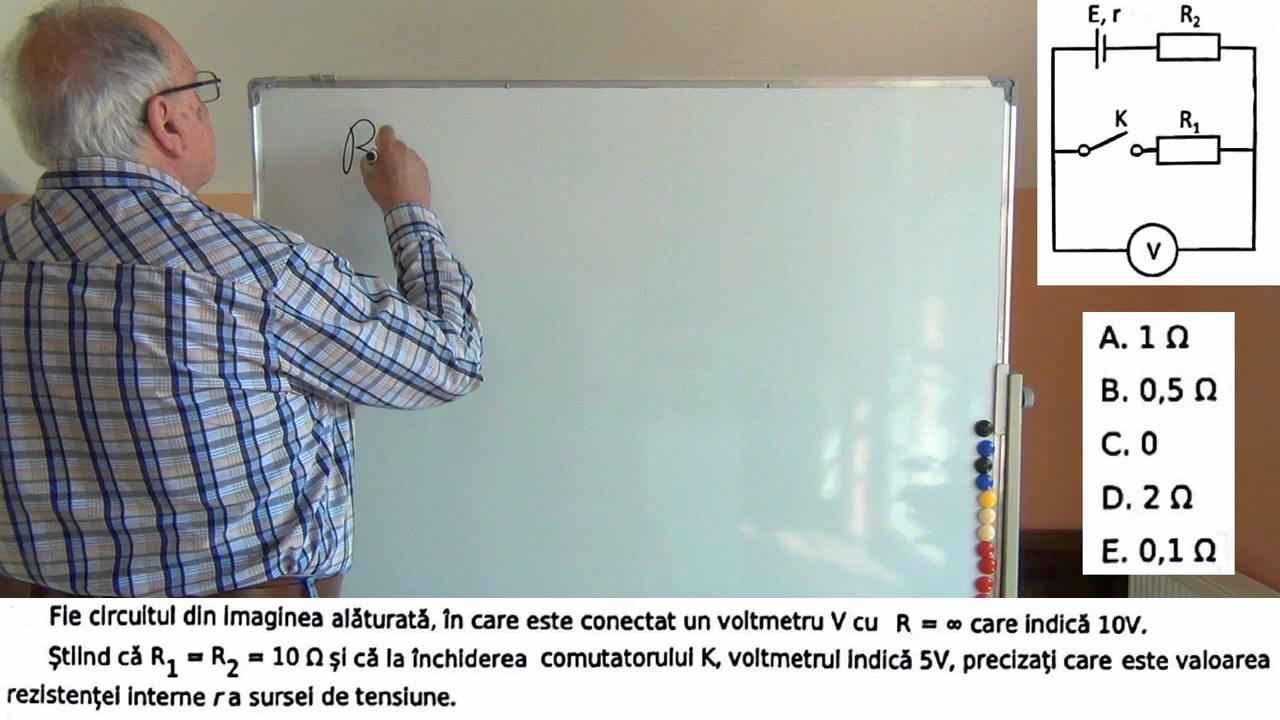 R
E, r
R₂
K
R₁
V
A. 1 Ω
B. 0,5 Ω
C. 0
D. 2 Ω
E. 0,1 Ω
Fie circuitul din imaginea alăturată, în care este conectat un voltmetru V cu R = ∞ care indică 10V.
Știind că R₁ = R₂ = 10 Ω și că la închiderea comutatorului K, voltmetrul indică 5V, precizați care este valoarea
rezistenței interne r a sursei de tensiune.